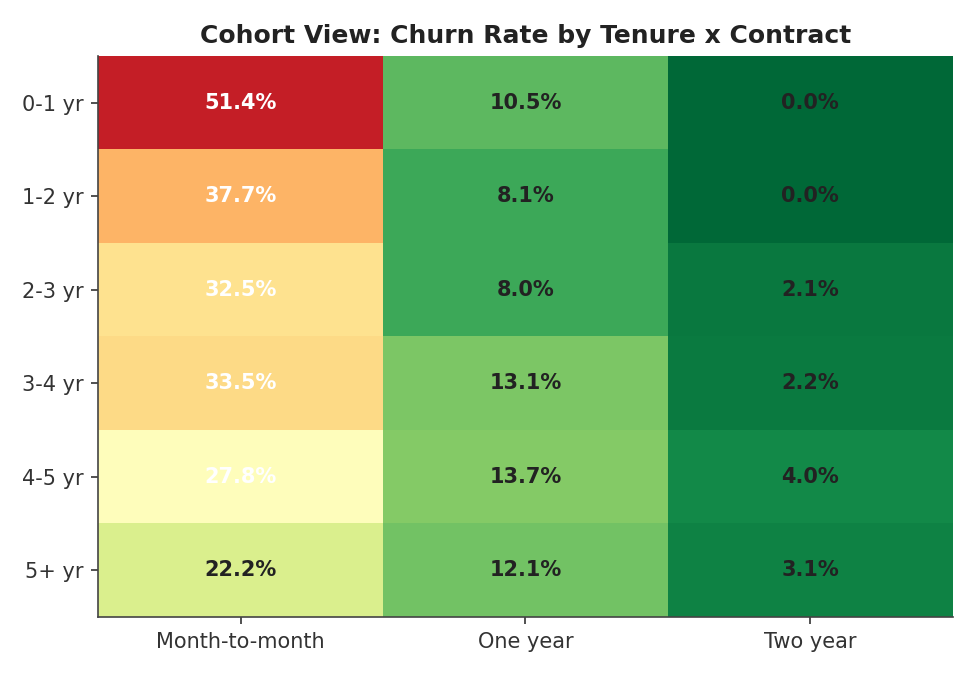 Cohort View: Churn Rate by Tenure x Contract
0-1 yr 51.4% 10.5% 0.0%
1-2 yr 37.7% 8.1% 0.0%
2-3 yr 32.5% 8.0% 2.1%
3-4 yr 33.5% 13.1% 2.2%
4-5 yr 27.8% 13.7% 4.0%
5+ yr 22.2% 12.1% 3.1%
Month-to-month One year Two year